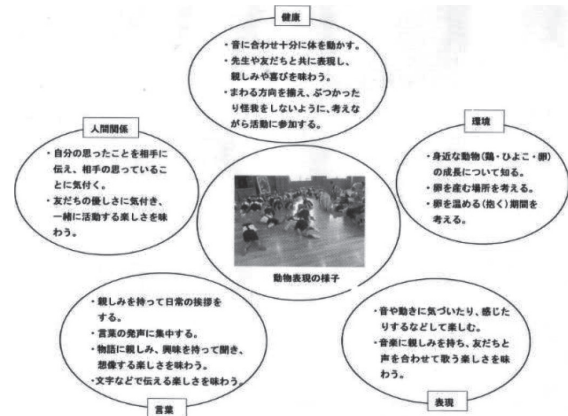 健康
・音に合わせ十分に体を動かす。
・先生や友だちと共に表現し、
親しみや喜びを味わう。
・まわる方向を揃え、ぶつかった
り怪我をしないように、考えな
がら活動に参加する。
人間関係
・自分の思ったことを相手に
伝え、相手の思っているこ
とに気付く。
・友だちの優しさに気付き、
一緒に活動する楽しさを味
わう。
環境
・身近な動物(鶏・ひよこ・卵)
の成長について知る。
・卵を産む場所を考える。
・卵を温める(抱く)期間を
考える。
動物表現の様子
・親しみを持って日常の挨拶を
する。
・言葉の発声に集中する。
・物語に親しみ、興味を持って聞き、
想像する楽しさを味わう。
・文字などで伝える楽しさを味わう。
言葉
・音や動きに気づいたり、感じた
りするなどして楽しむ。
・音楽に親しみを持ち、友だちと
声を合わせて歌う楽しさを味
わう。
表現